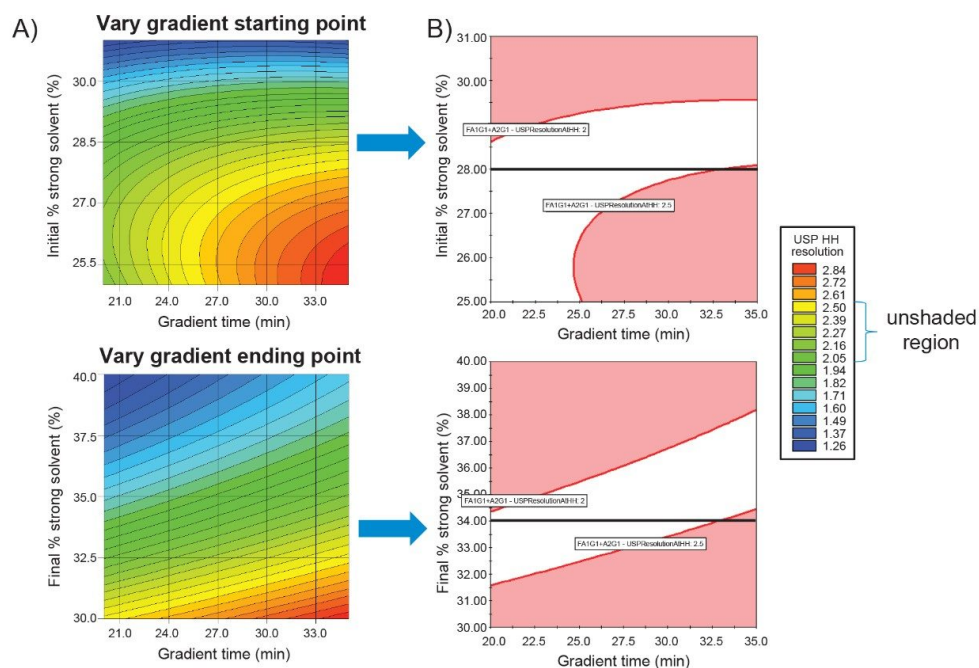 A)
Vary gradient starting point
Initial % strong solvent (%)
30.0
28.5
27.0
25.5
21.0 24.0 27.0 30.0 33.0
Gradient time (min)
B)
31.00
30.00
29.00
28.00
27.00
26.00
25.00
FA1G1+A2G1 - USPResolutionAtHH: 2
FA1G1+A2G1 - USPResolutionAtHH: 2.5
20.0 22.5 25.0 27.5 30.0 32.5 35.0
Gradient time (min)
Initial % strong solvent (%)
USP HH
resolution
2.84
2.72
2.61
2.50
2.39
2.27
2.16
2.05
1.94
1.82
1.71
1.60
1.49
1.37
1.26
unshaded
region
Vary gradient ending point
Final % strong solvent (%)
40.0
37.5
35.0
32.5
30.0
21.0 24.0 27.0 30.0 33.0
Gradient time (min)
Final % strong solvent (%)
40.00
39.00
38.00
37.00
36.00
34.00
33.00
32.00
31.00
30.00
FA1G1+A2G1 - USPResolutionAtHH: 2
FA1G1+A2G1 - USPResolutionAtHH: 2.5
20.0 22.5 25.0 27.5 30.0 32.5 35.0
Gradient time (min)